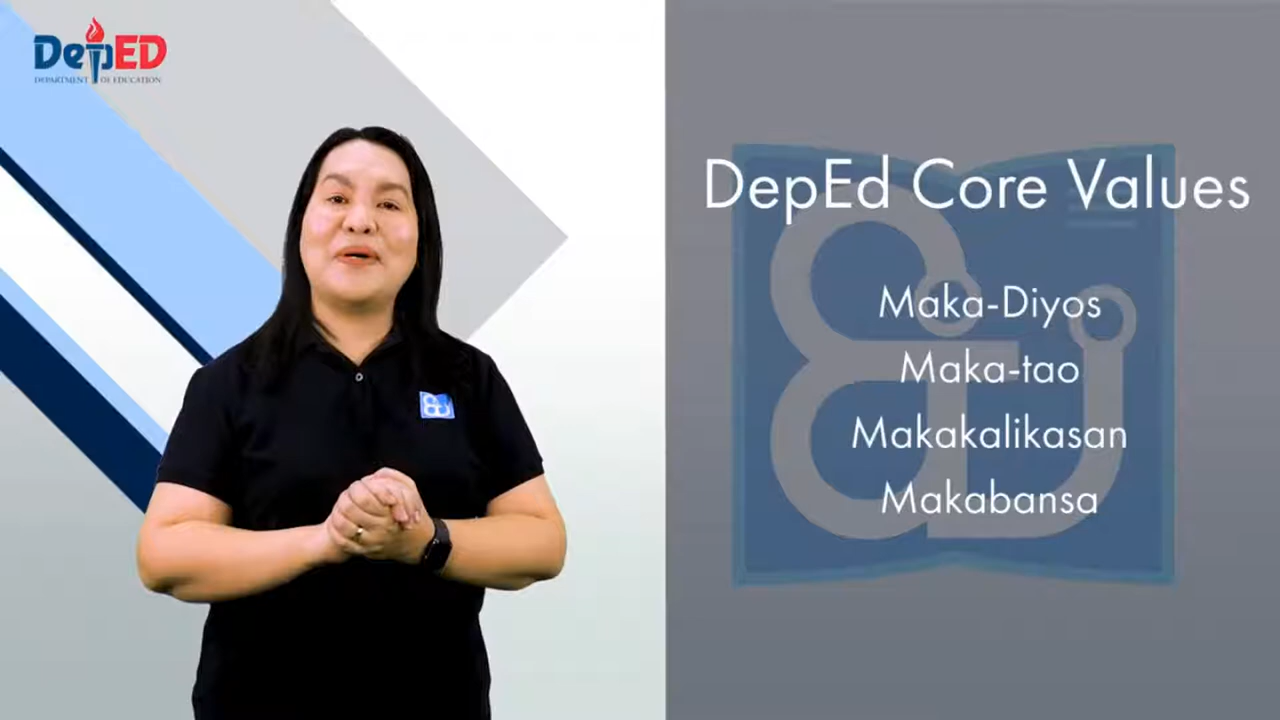 DepED
DEPARTMENT OF EDUCATION
DepEd Core Values
Maka-Diyos
Maka-tao
Makakalikasan
Makabansa